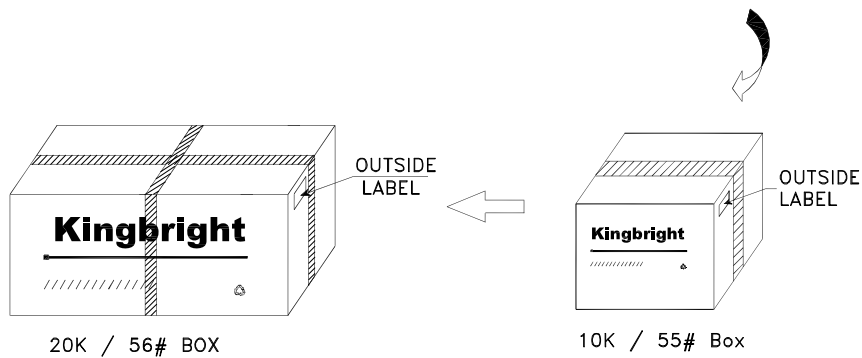 OUTSIDE
LABEL
Kingbright
20K / 56# BOX
OUTSIDE
LABEL
Kingbright
10K / 55# Box